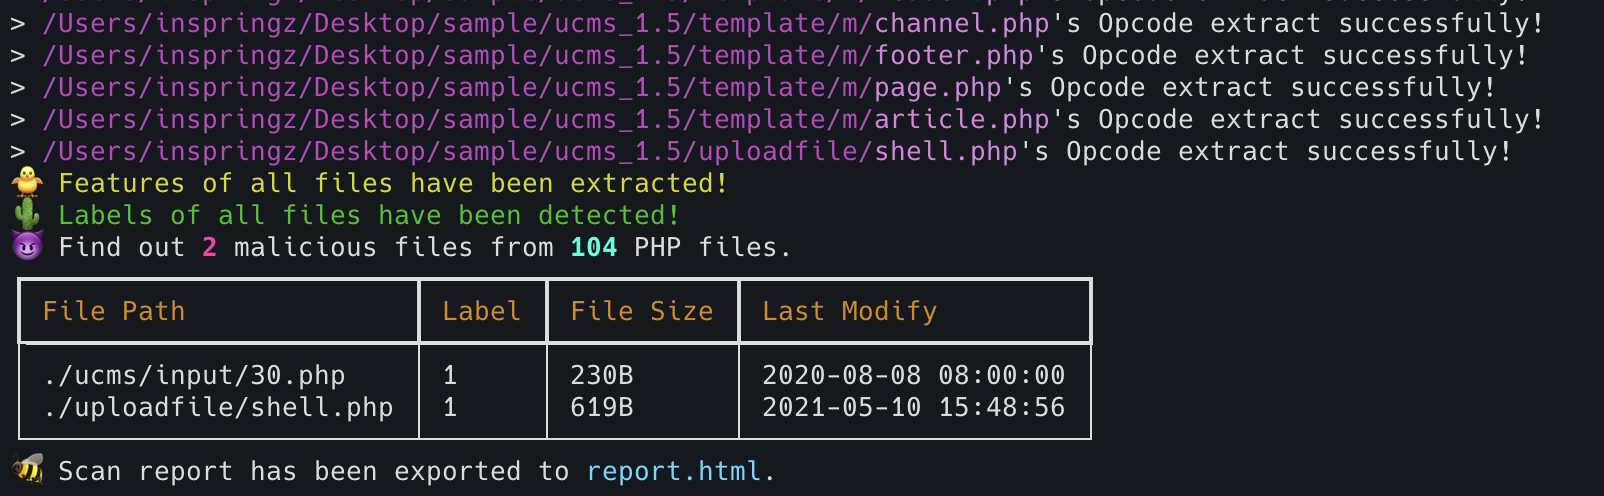 > /Users/inspringz/Desktop/sample/ucms_1.5/template/m/channel.php's Opcode extract successfully!
> /Users/inspringz/Desktop/sample/ucms_1.5/template/m/footer.php's Opcode extract successfully!
> /Users/inspringz/Desktop/sample/ucms_1.5/template/m/page.php's Opcode extract successfully!
> /Users/inspringz/Desktop/sample/ucms_1.5/template/m/article.php's Opcode extract successfully!
> /Users/inspringz/Desktop/sample/ucms_1.5/uploadfile/shell.php's Opcode extract successfully!
🐥 Features of all files have been extracted!
🌵 Labels of all files have been detected!
😈 Find out 2 malicious files from 104 PHP files.
File Path Label File Size Last Modify
./ucms/input/30.php 1 230B 2020-08-08 08:00:00
./uploadfile/shell.php 1 619B 2021-05-10 15:48:56
🐝 Scan report has been exported to report.html.